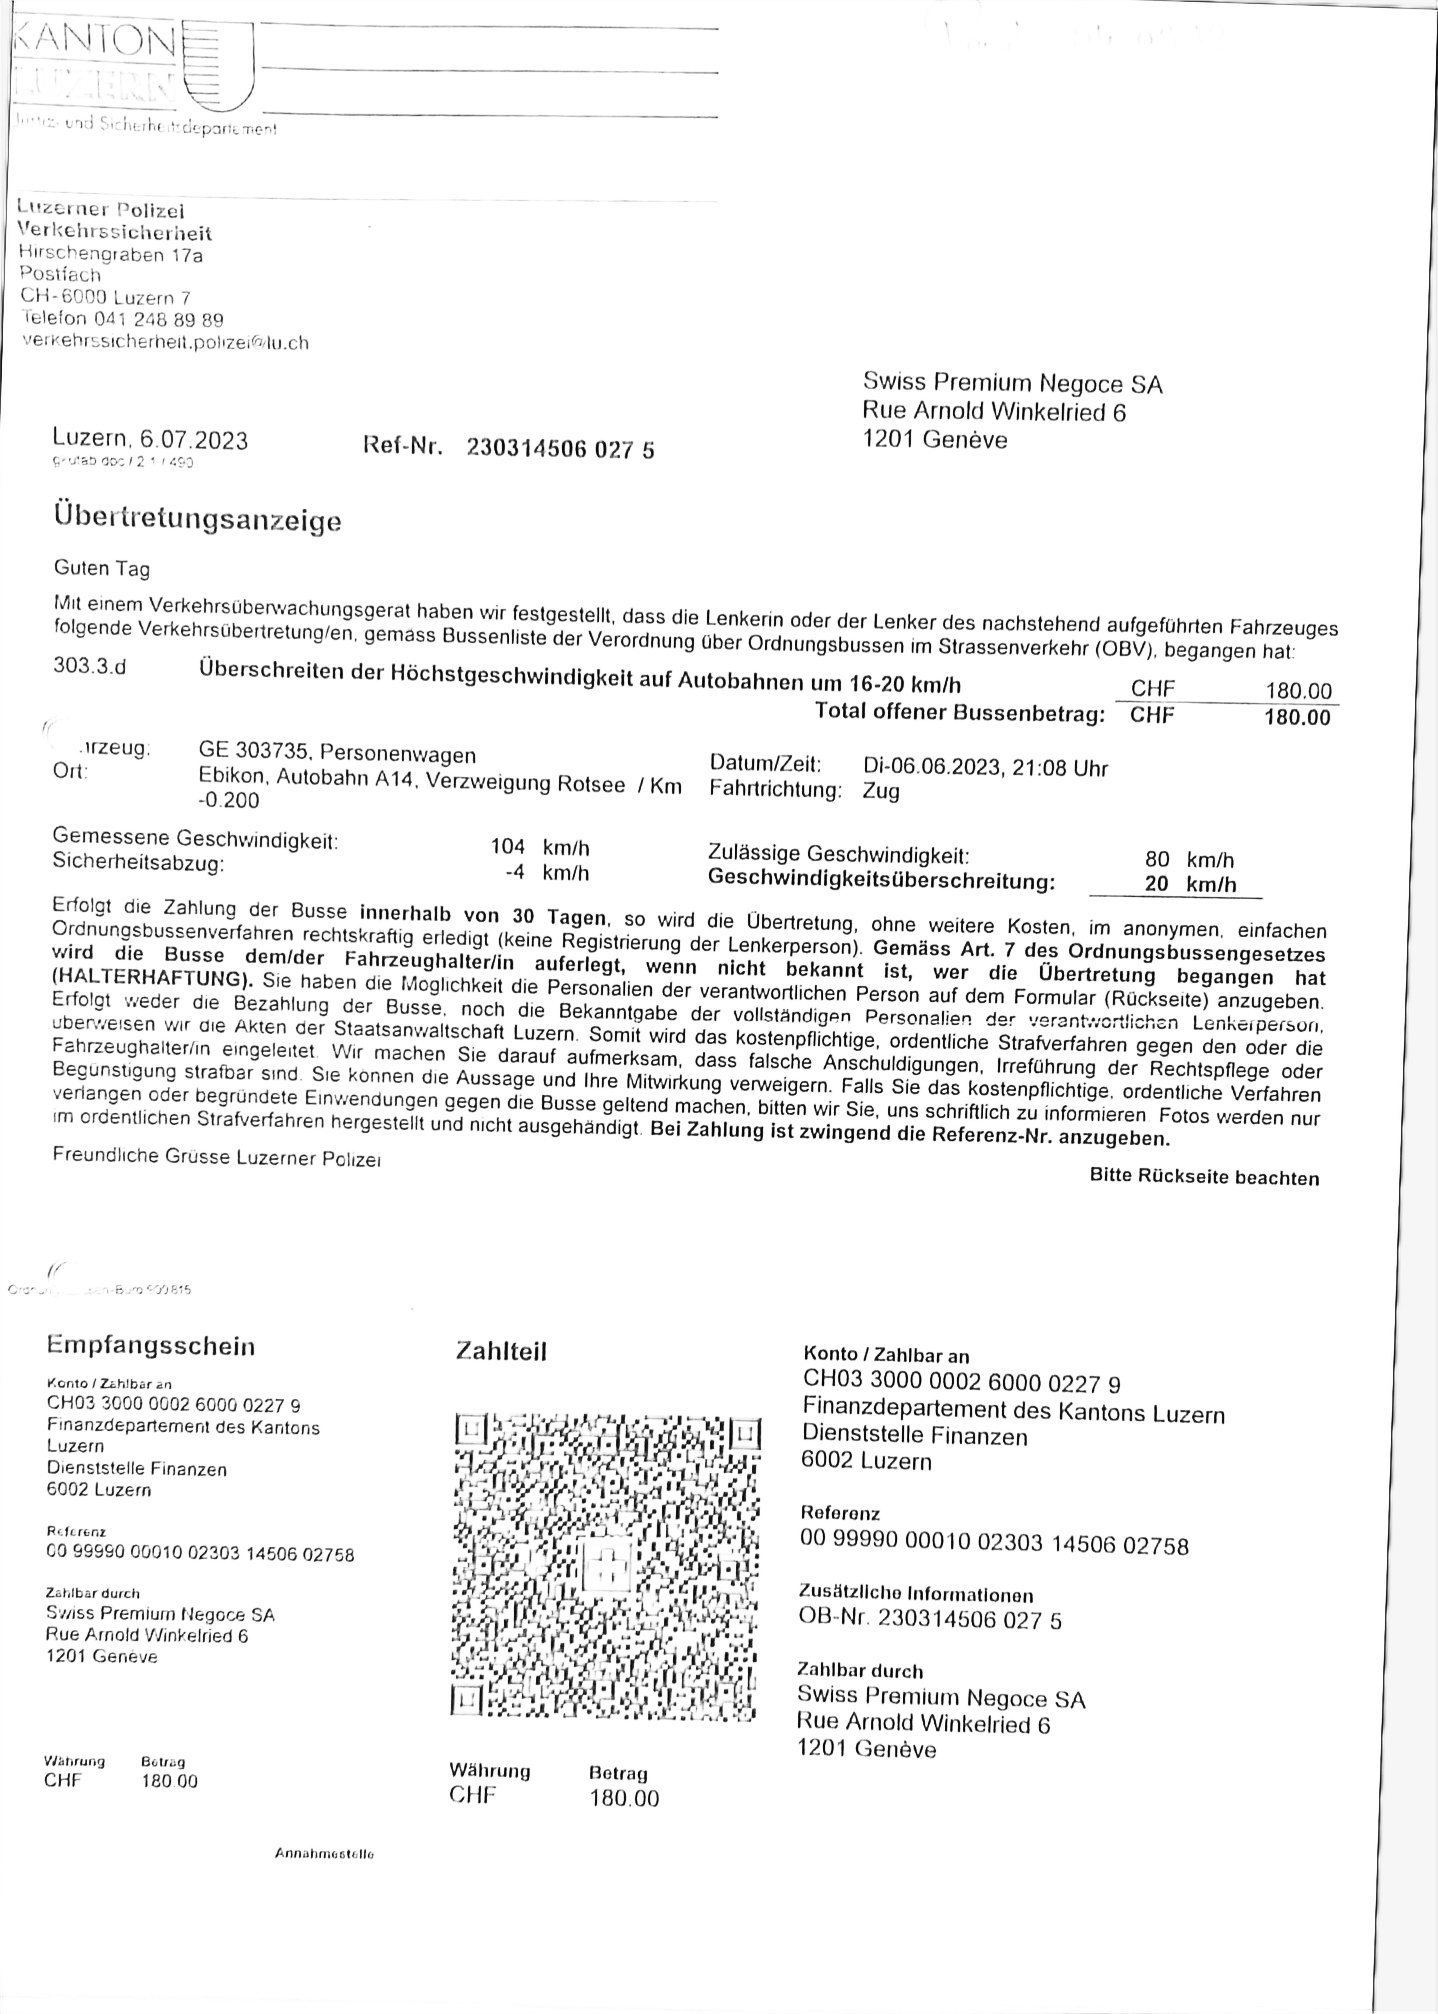 KANTON
LUZERN
Justiz- und Sicherheitsdepartement
Luzerner Polizei
Verkehrssicherheit
Hirschengraben 17a
Postfach
CH-6000 Luzern 7
Telefon 041 248 89 89
verkehrssicherheit.polizei@lu.ch
Swiss Premium Negoce SA
Rue Arnold Winkelried 6
1201 Genève
Luzern, 6.07.2023 Ref-Nr. 230314506 027 5
Übertretungsanzeige
Guten Tag
Mit einem Verkehrsüberwachungsgerat haben wir festgestellt, dass die Lenkerin oder der Lenker des nachstehend aufgeführten Fahrzeuges
folgende Verkehrsübertretung/en, gemäss Bussenliste der Verordnung über Ordnungsbussen im Strassenverkehr (OBV), begangen hat:
303.3.d Überschreiten der Höchstgeschwindigkeit auf Autobahnen um 16-20 km/h CHF 180.00
Total offener Bussenbetrag: CHF 180.00
rzeug: GE 303735, Personenwagen Datum/Zeit: Di-06.06.2023, 21:08 Uhr
Ort: Ebikon, Autobahn A14, Verzweigung Rotsee / Km Fahrtrichtung: Zug
-0.200
Gemessene Geschwindigkeit: 104 km/h Zulässige Geschwindigkeit: 80 km/h
Sicherheitsabzug: -4 km/h Geschwindigkeitsüberschreitung: 20 km/h
Erfolgt die Zahlung der Busse innerhalb von 30 Tagen, so wird die Übertretung, ohne weitere Kosten, im anonymen, einfachen
Ordnungsbussenverfahren rechtskräftig erledigt (keine Registrierung der Lenkerperson). Gemäss Art. 7 des Ordnungsbussengesetzes
wird die Busse dem/der Fahrzeughalter/in auferlegt, wenn nicht bekannt ist, wer die Übertretung begangen hat
(HALTERHAFTUNG). Sie haben die Möglichkeit die Personalien der verantwortlichen Person auf dem Formular (Rückseite) anzugeben.
Erfolgt weder die Bezahlung der Busse, noch die Bekanntgabe der vollständigen Personalien der verantwortlichen Lenkerperson,
überweisen wir die Akten der Staatsanwaltschaft Luzern. Somit wird das kostenpflichtige, ordentliche Strafverfahren gegen den oder die
Fahrzeughalter/in eingeleitet. Wir machen Sie darauf aufmerksam, dass falsche Anschuldigungen, Irreführung der Rechtspflege oder
Begünstigung strafbar sind. Sie können die Aussage und Ihre Mitwirkung verweigern. Falls Sie das kostenpflichtige, ordentliche Verfahren
verlangen oder begründete Einwendungen gegen die Busse geltend machen, bitten wir Sie, uns schriftlich zu informieren. Fotos werden nur
im ordentlichen Strafverfahren hergestellt und nicht ausgehändigt. Bei Zahlung ist zwingend die Referenz-Nr. anzugeben.
Freundliche Grüsse Luzerner Polizei
Bitte Rückseite beachten
Empfangsschein
Konto / Zahlbar an
CH03 3000 0002 6000 0227 9
Finanzdepartement des Kantons
Luzern
Dienststelle Finanzen
6002 Luzern
Referenz
00 99990 00010 02303 14506 02758
Zahlbar durch
Swiss Premium Negoce SA
Rue Arnold Winkelried 6
1201 Genève
Währung Betrag
CHF 180.00
Annahmestelle
Zahlteil
Währung Betrag
CHF 180.00
Konto / Zahlbar an
CH03 3000 0002 6000 0227 9
Finanzdepartement des Kantons Luzern
Dienststelle Finanzen
6002 Luzern
Referenz
00 99990 00010 02303 14506 02758
Zusätzliche Informationen
OB-Nr. 230314506 027 5
Zahlbar durch
Swiss Premium Negoce SA
Rue Arnold Winkelried 6
1201 Genève